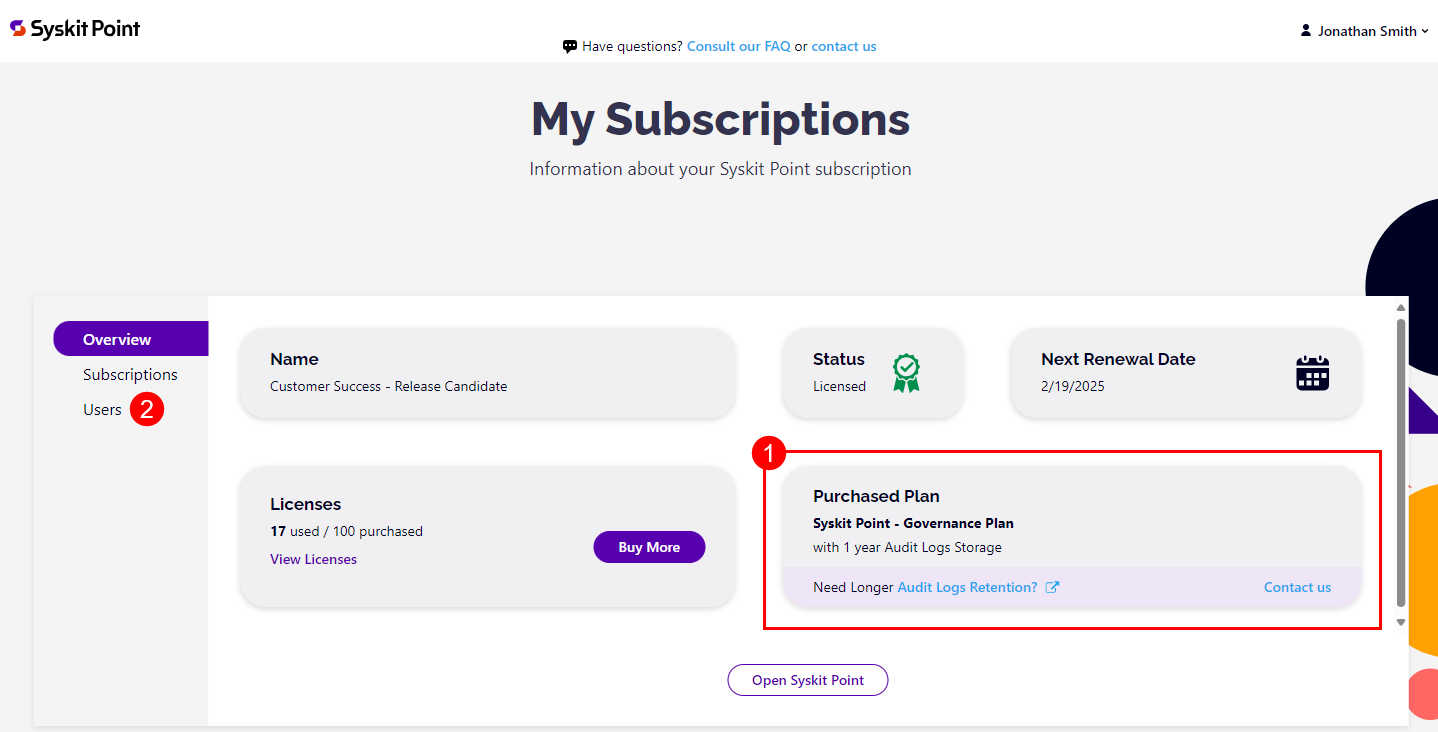 Syskit Point
Jonathan Smith
Have questions? Consult our FAQ or contact us
My Subscriptions
Information about your Syskit Point subscription
Overview
Subscriptions
Users 2
Name
Customer Success - Release Candidate
Status
Licensed
Next Renewal Date
2/19/2025
Licenses
17 used / 100 purchased
View Licenses
Buy More
1
Purchased Plan
Syskit Point - Governance Plan
with 1 year Audit Logs Storage
Need Longer Audit Logs Retention?
Contact us
Open Syskit Point